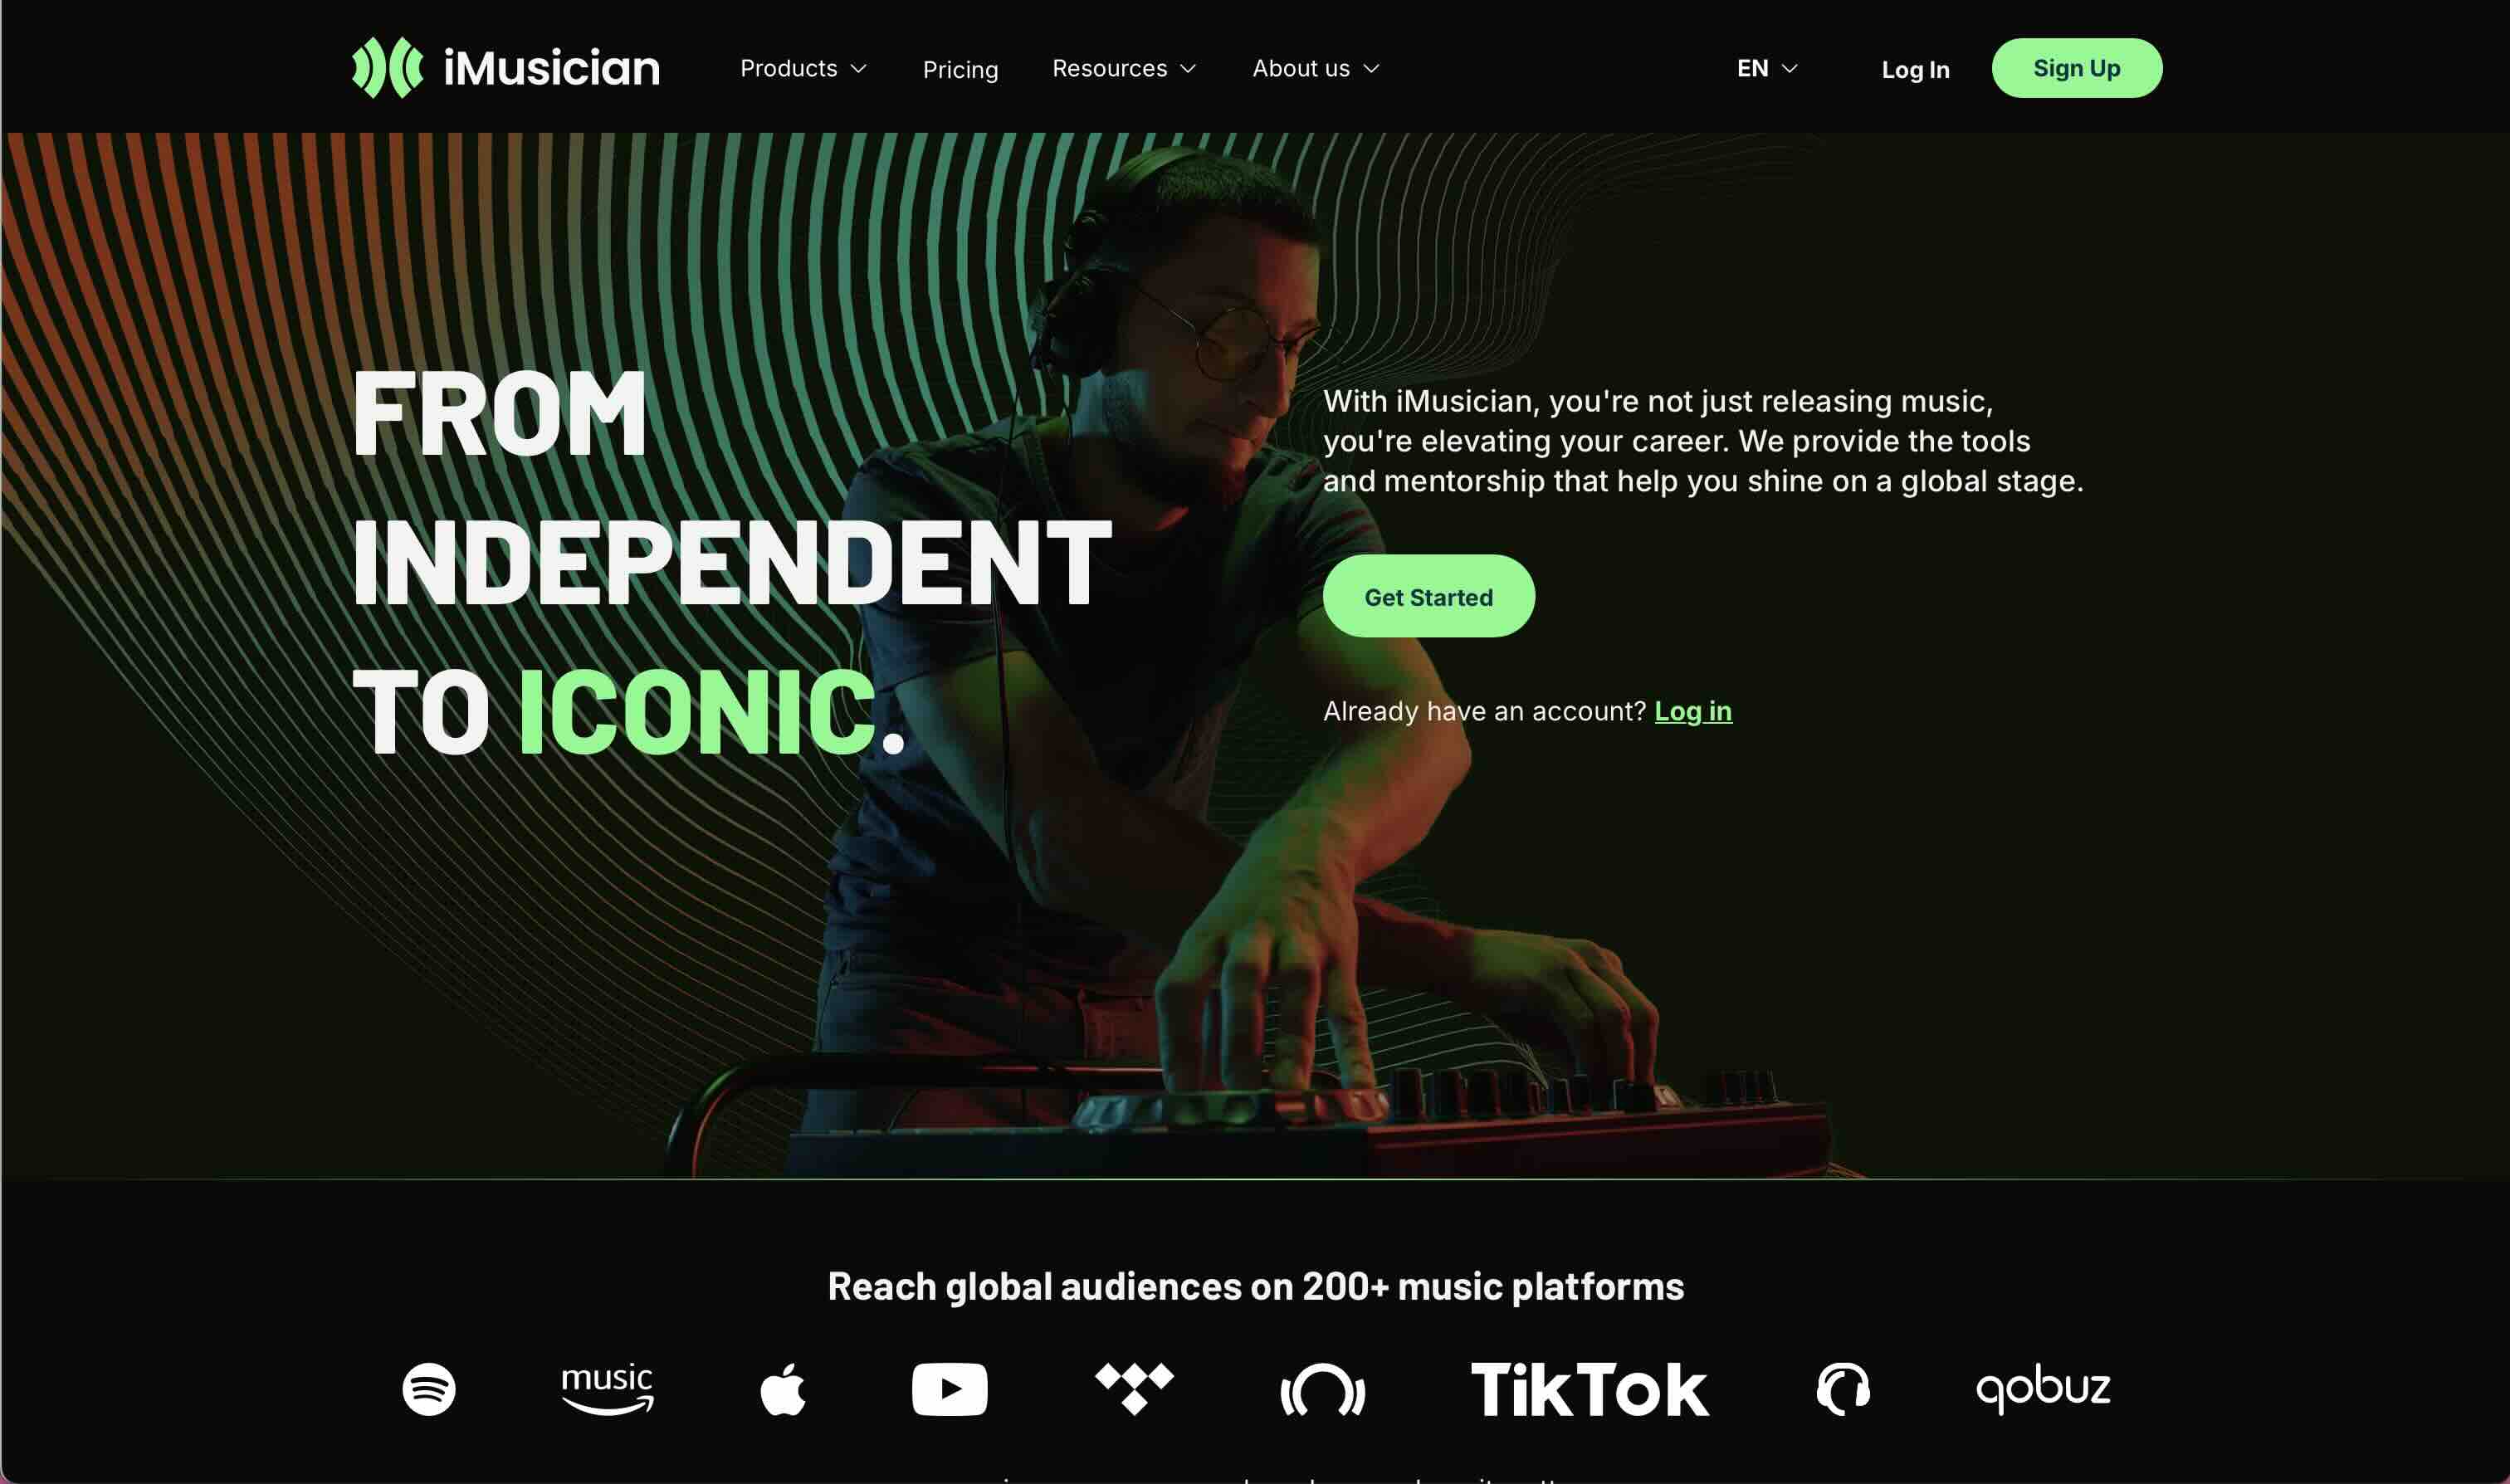 iMusician
Products
Pricing
Resources
About us
EN
Log In
Sign Up
FROM
INDEPENDENT
TO ICONIC.
With iMusician, you're not just releasing music,
you're elevating your career. We provide the tools
and mentorship that help you shine on a global stage.
Get Started
Already have an account? Log in
Reach global audiences on 200+ music platforms
music
TikTok
qobuz